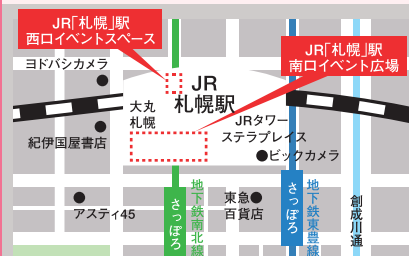 JR「札幌」駅
西口イベントスペース
JR「札幌」駅
南口イベント広場
ヨドバシカメラ
JR
札幌駅
大丸
札幌
JRタワー
ステラプレイス
紀伊国屋書店
ビックカメラ
アスティ45
さっぽろ
地下鉄南北線
東急
百貨店
さっぽろ
地下鉄東豊線
創成川通